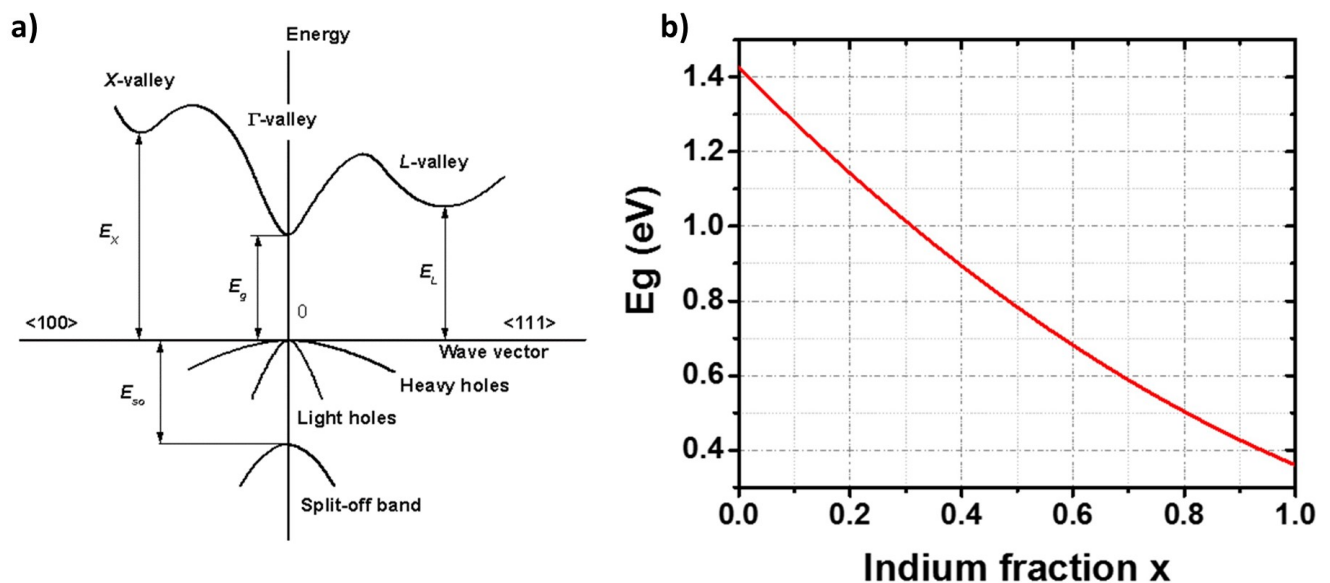 a)
Energy
X-valley
Γ-valley
L-valley
E_X
E_g
E_L
0
<100>
<111>
Wave vector
E_so
Heavy holes
Light holes
Split-off band
b)
Eg (eV)
1.4
1.2
1.0
0.8
0.6
0.4
0.0 0.2 0.4 0.6 0.8 1.0
Indium fraction x